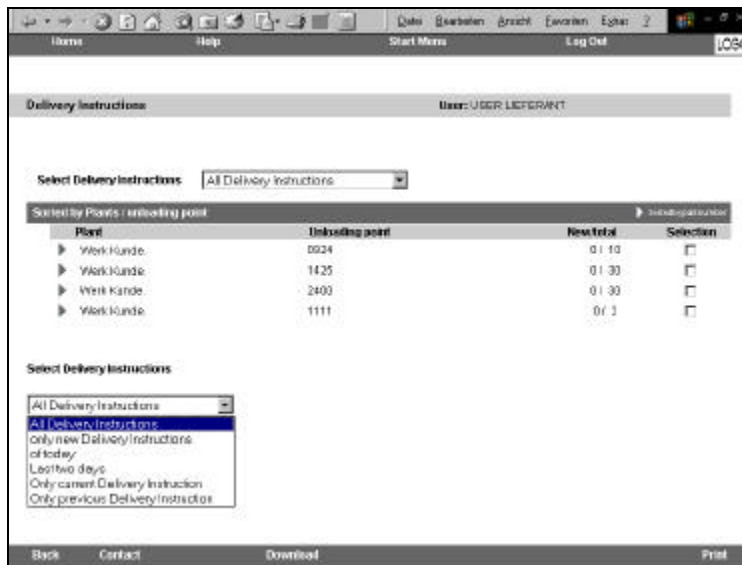 Datei Bearbeiten Ansicht Favoriten Extras ?
Home Help Start Menu Log Out
Delivery Instructions User: USER LIEFERANT
Select Delivery Instructions All Delivery Instructions
Sorted by Plants / unloading point
Plant Unloading point New/total Selection
Werk Kunde. 0924 0 / 10
Werk Kunde. 1425 0 / 30
Werk Kunde. 2400 0 / 30
Werk Kunde. 1111
Select Delivery Instructions
All Delivery Instructions
All Delivery Instructions
only new Delivery Instructions
of today
Last two days
Only current Delivery Instruction
Only previous Delivery Instruction
Back Contact Download Print